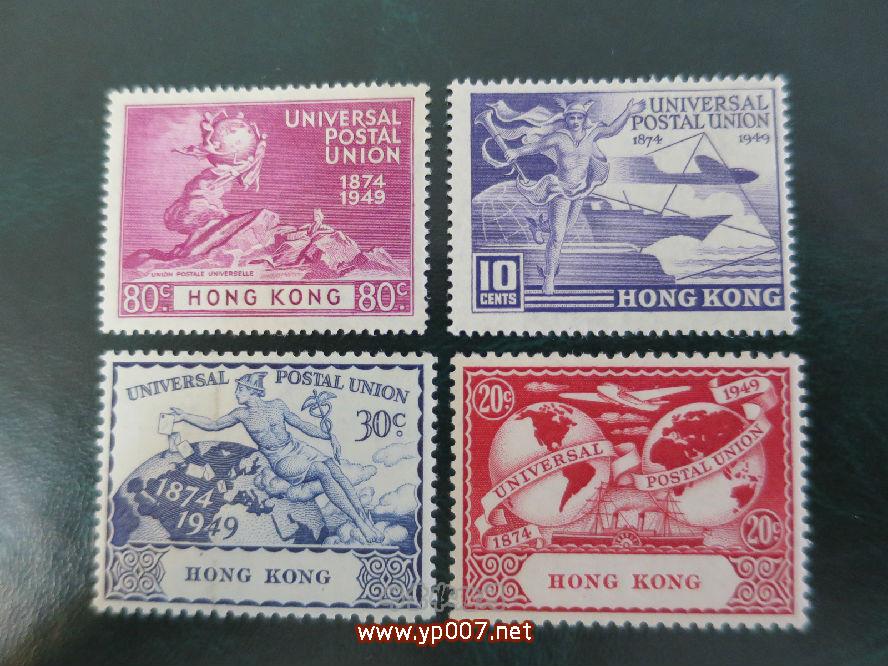 UNIVERSAL
POSTAL
UNION
1874
1949
UNION POSTALE UNIVERSELLE
80c. HONG KONG 80c.
UNIVERSAL
POSTAL UNION
1874 1949
10
CENTS
HONG KONG
UNIVERSAL POSTAL UNION
30c.
1874
1949
HONG KONG
20c
1949
UNIVERSAL
POSTAL UNION
1874
20c
HONG KONG
www.yp007.net